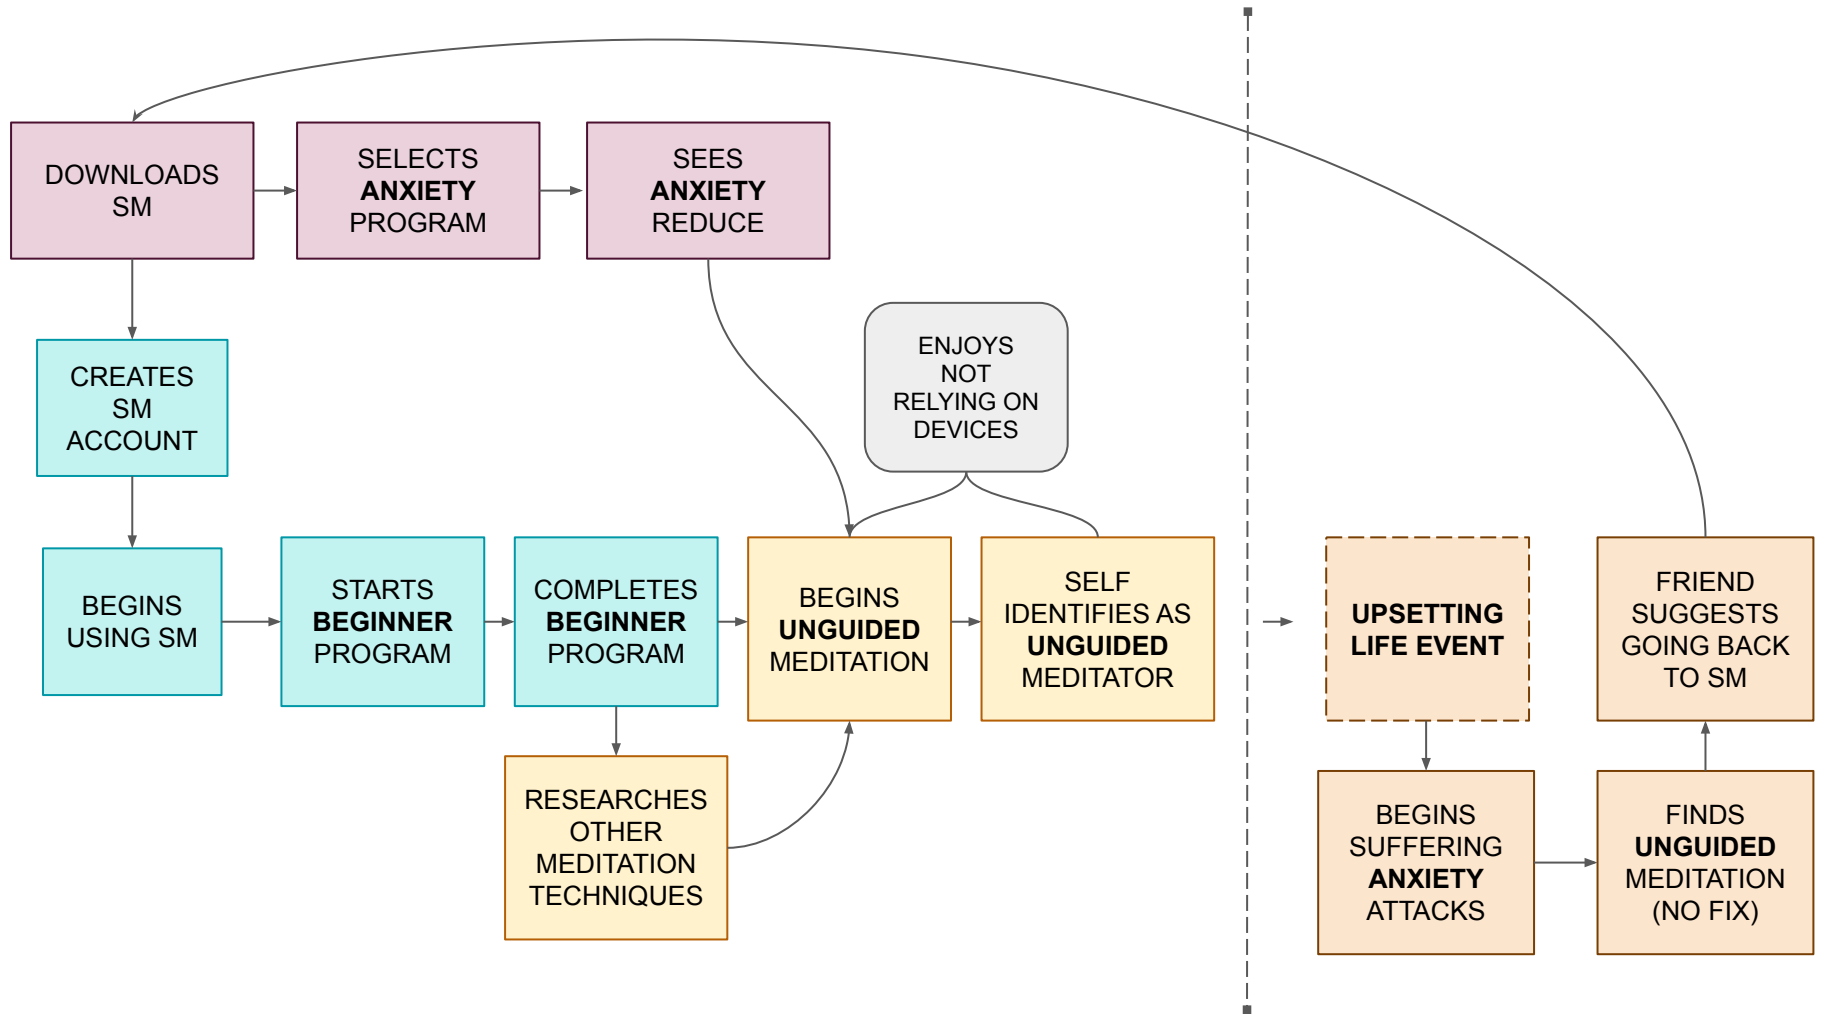 DOWNLOADS
SM
SELECTS
ANXIETY
PROGRAM
SEES
ANXIETY
REDUCE
CREATES
SM
ACCOUNT
ENJOYS
NOT
RELYING ON
DEVICES
BEGINS
USING SM
STARTS
BEGINNER
PROGRAM
COMPLETES
BEGINNER
PROGRAM
BEGINS
UNGUIDED
MEDITATION
SELF
IDENTIFIES AS
UNGUIDED
MEDITATOR
UPSETTING
LIFE EVENT
FRIEND
SUGGESTS
GOING BACK
TO SM
RESEARCHES
OTHER
MEDITATION
TECHNIQUES
BEGINS
SUFFERING
ANXIETY
ATTACKS
FINDS
UNGUIDED
MEDITATION
(NO FIX)